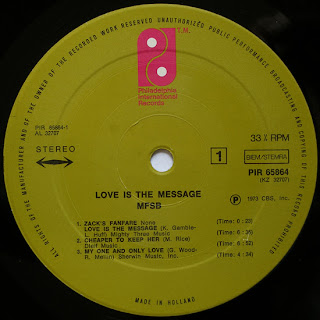 ALL RIGHTS OF THE MANUFACTURER AND OF THE OWNER OF THE RECORDED WORK RESERVED UNAUTHORIZED PUBLIC PERFORMANCE BROADCASTING AND COPYING OF THIS RECORD PROHIBITED
T.M.
Philadelphia
International
Records
PIR 65864-1
AL 32707
STEREO
33⅓ RPM
1
BIEM/STEMRA
PIR 65864
(KZ 32707)
LOVE IS THE MESSAGE
MFSB
P 1973 CBS, Inc.
1. ZACK'S FANFARE None (Time:
LOVE IS THE MESSAGE (K. Gamble-
L. Huff) Mighty Three Music (Time: 6 : 35)
2. CHEAPER TO KEEP HER (M. Rice)
Music (Time:
3. MY ONE AND ONLY LOVE (G. Wood-
R. Sherwin Music, Inc. (Time: 4 : 34)
MADE IN HOLLAND